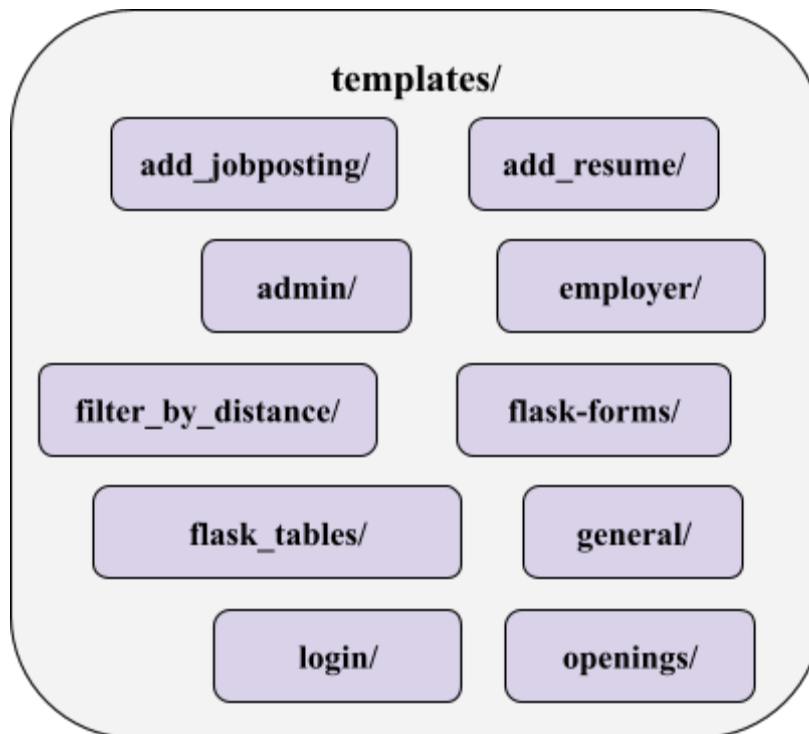 templates/
add_jobposting/
add_resume/
admin/
employer/
filter_by_distance/
flask-forms/
flask_tables/
general/
login/
openings/